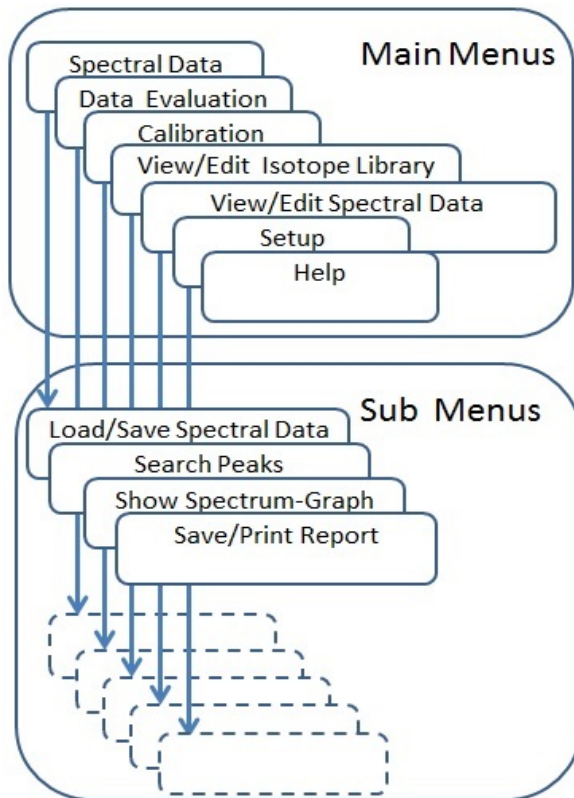 Main Menus
Spectral Data
Data Evaluation
Calibration
View/Edit Isotope Library
View/Edit Spectral Data
Setup
Help
Sub Menus
Load/Save Spectral Data
Search Peaks
Show Spectrum-Graph
Save/Print Report